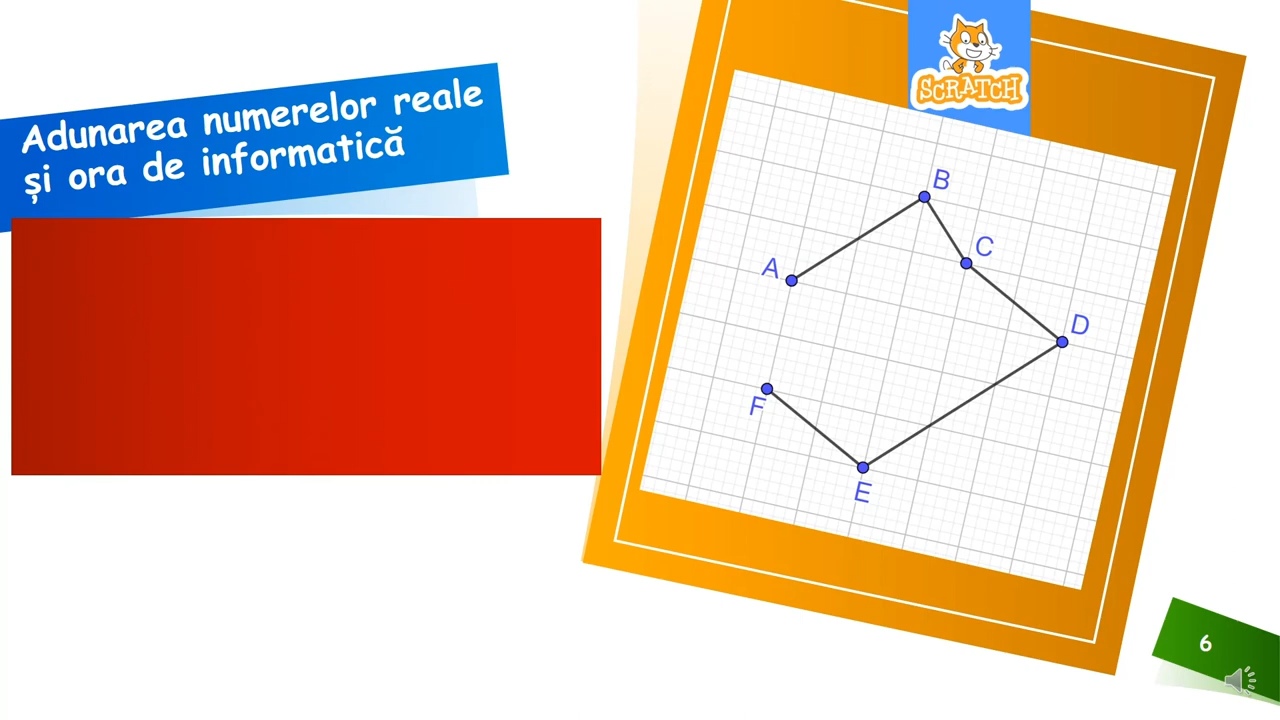 Adunarea numerelor reale
și ora de informatică
SCRATCH
B
C
A
D
F
E
6